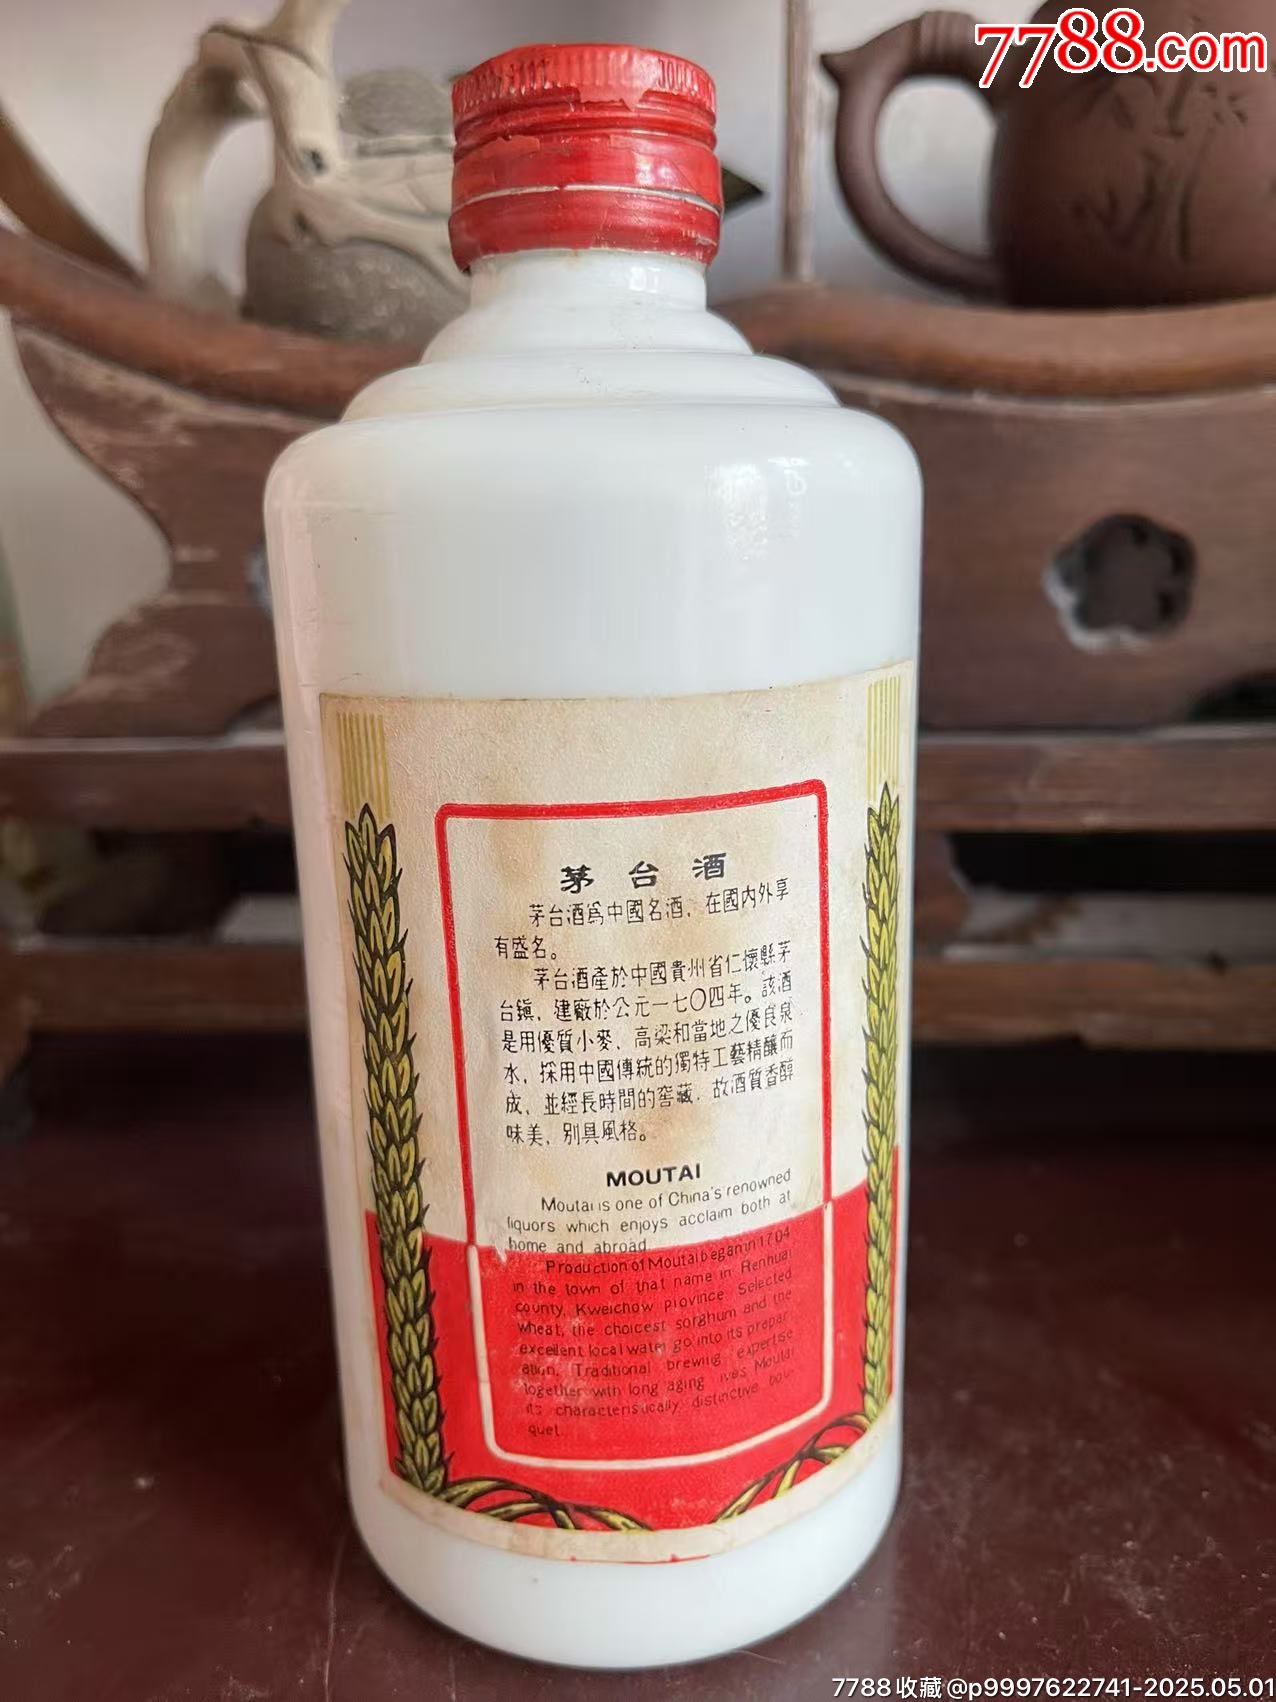 7788.com
茅台酒
茅台酒爲中國名酒、在國內外享
有盛名。
茅台酒產於中國貴州省仁懷縣茅
台鎮、建廠於公元一七〇四年。該酒
是用優質小麥、高梁和當地之優良泉
水、採用中國傳統的獨特工藝精釀而
成、並經長時間的窖藏、故酒質香醇
味美、別具風格。
MOUTAI
Moutai is one of China's renowned
liquors which enjoys acclaim both at
home and abroad
Production of Moutai began in 1704
in the town of that name in Renhuai
county, Kweichow province Selected
wheat, the choicest sorghum and the
excellent local water go into its prepar-
ation. Traditional brewing expertise
together with long aging gives Moutai
its characteristically distinctive bou-
quet
7788收藏@p9997622741-2025.05.01